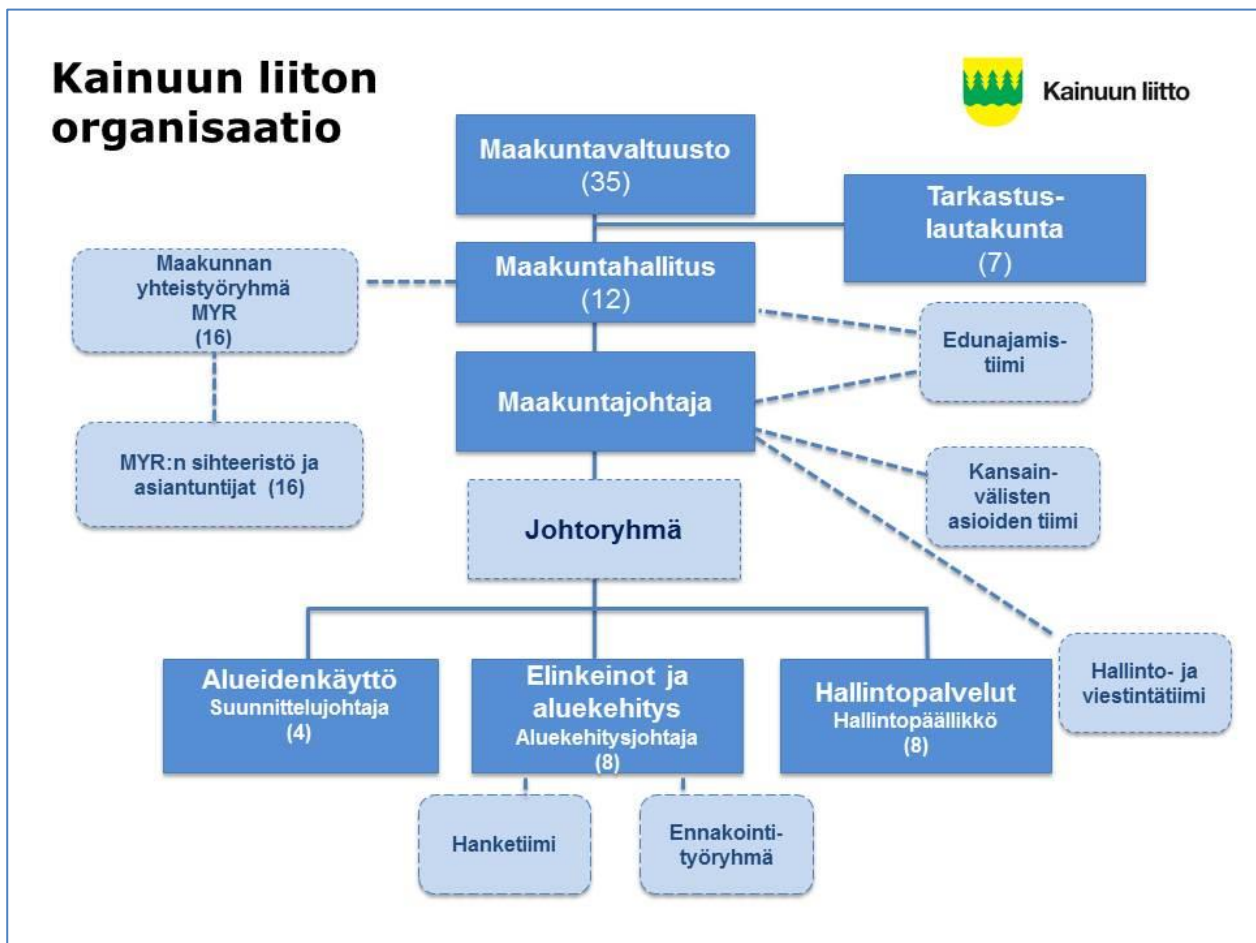 Kainuun liiton
organisaatio
Kainuun liitto
Maakuntavaltuusto
(35)
Tarkastus-
lautakunta
(7)
Maakunnan
yhteistyöryhmä
MYR
(16)
Maakuntahallitus
(12)
Edunajamis-
tiimi
Maakuntajohtaja
MYR:n sihteeristö ja
asiantuntijat (16)
Kansain-
välisten
asioiden tiimi
Johtoryhmä
Alueidenkäyttö
Suunnittelujohtaja
(4)
Elinkeinot ja
aluekehitys
Aluekehitysjohtaja
(8)
Hallintopalvelut
Hallintopäällikkö
(8)
Hallinto- ja
viestintätiimi
Hanketiimi
Ennakointi-
työryhmä